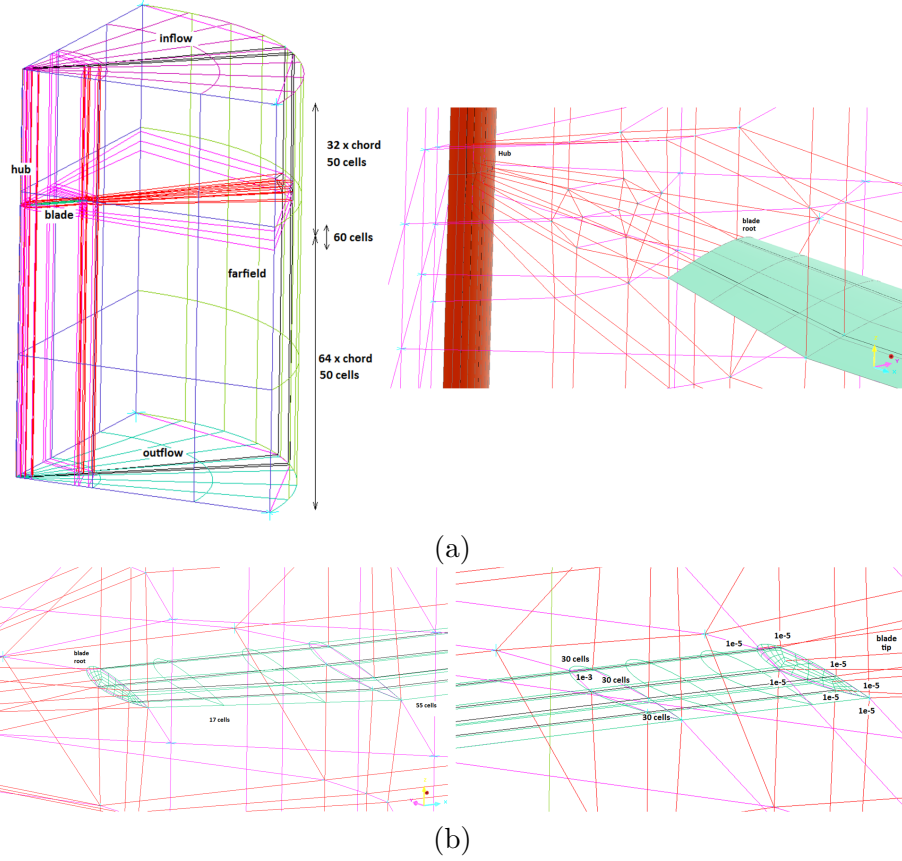 inflow
32 x chord
50 cells
hub
blade
60 cells
farfield
64 x chord
50 cells
outflow
Hub
blade
root
(a)
blade
root
17 cells
55 cells
30 cells
1e-3
30 cells
30 cells
1e-5
1e-5
1e-5
1e-5
1e-5
1e-5
1e-5
blade
tip
(b)